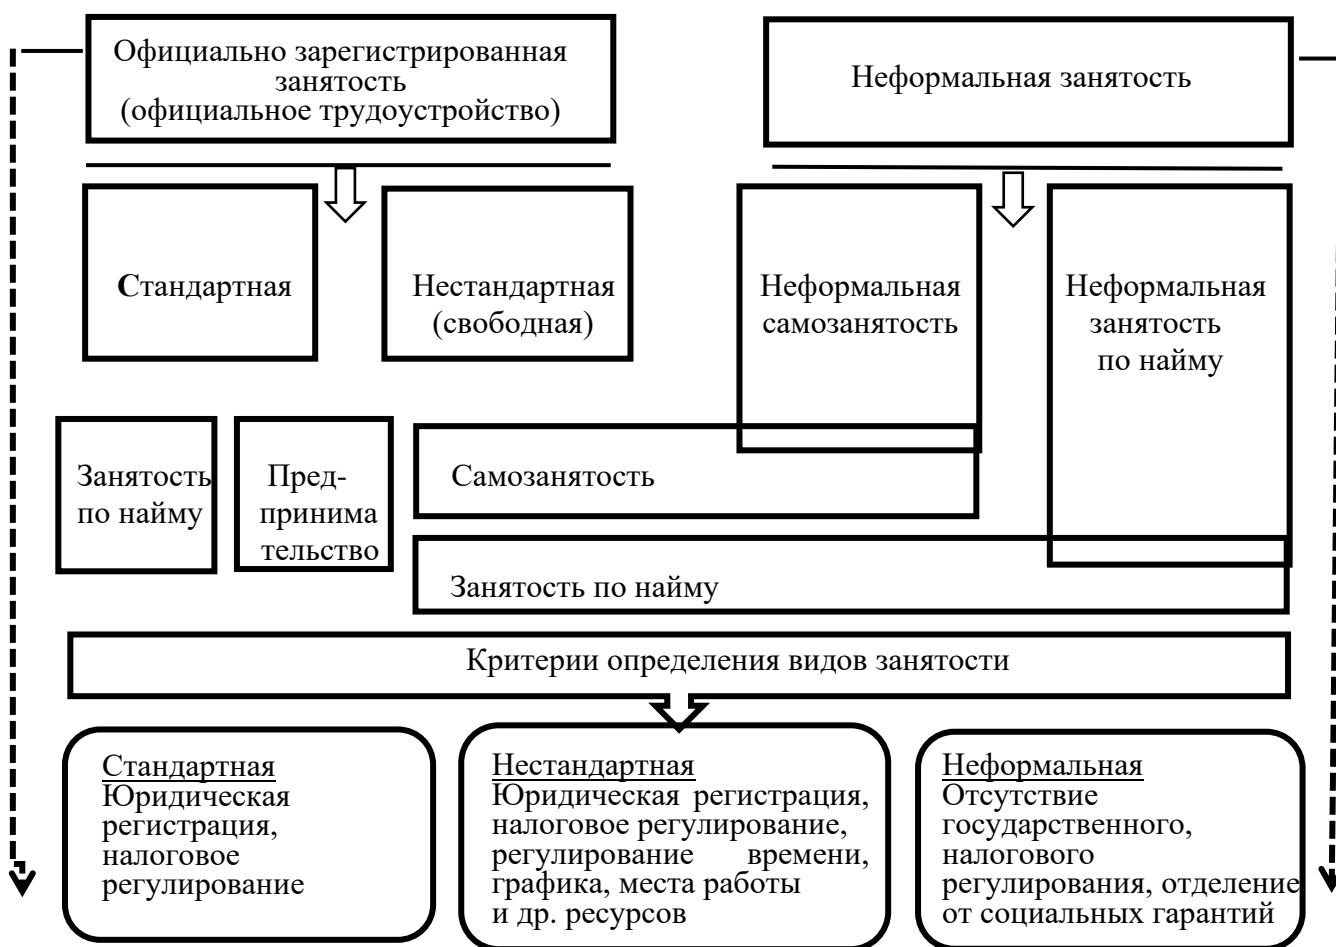 Официально зарегистрированная
занятость
(официальное трудоустройство)
Неформальная занятость
Стандартная
Нестандартная
(свободная)
Неформальная
самозанятость
Неформальная
занятость
по найму
Занятость
по найму
Пред-
принима
тельство
Самозанятость
Занятость по найму
Критерии определения видов занятости
Стандартная
Юридическая
регистрация,
налоговое
регулирование
Нестандартная
Юридическая регистрация,
налоговое регулирование,
регулирование времени,
графика, места работы
и др. ресурсов
Неформальная
Отсутствие
государственного,
налогового
регулирования, отделение
от социальных гарантий